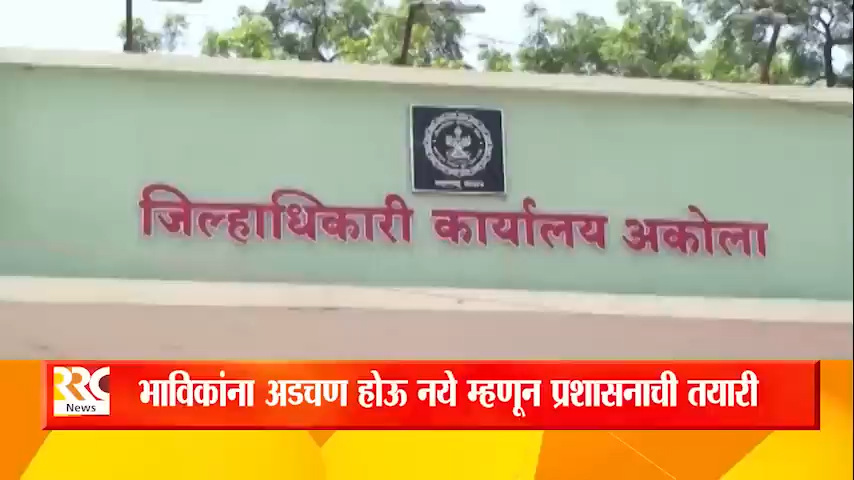 जिल्हाधिकारी कार्यालय अकोला
RRC
News
भाविकांना अडचण होऊ नये म्हणून प्रशासनाची तयारी